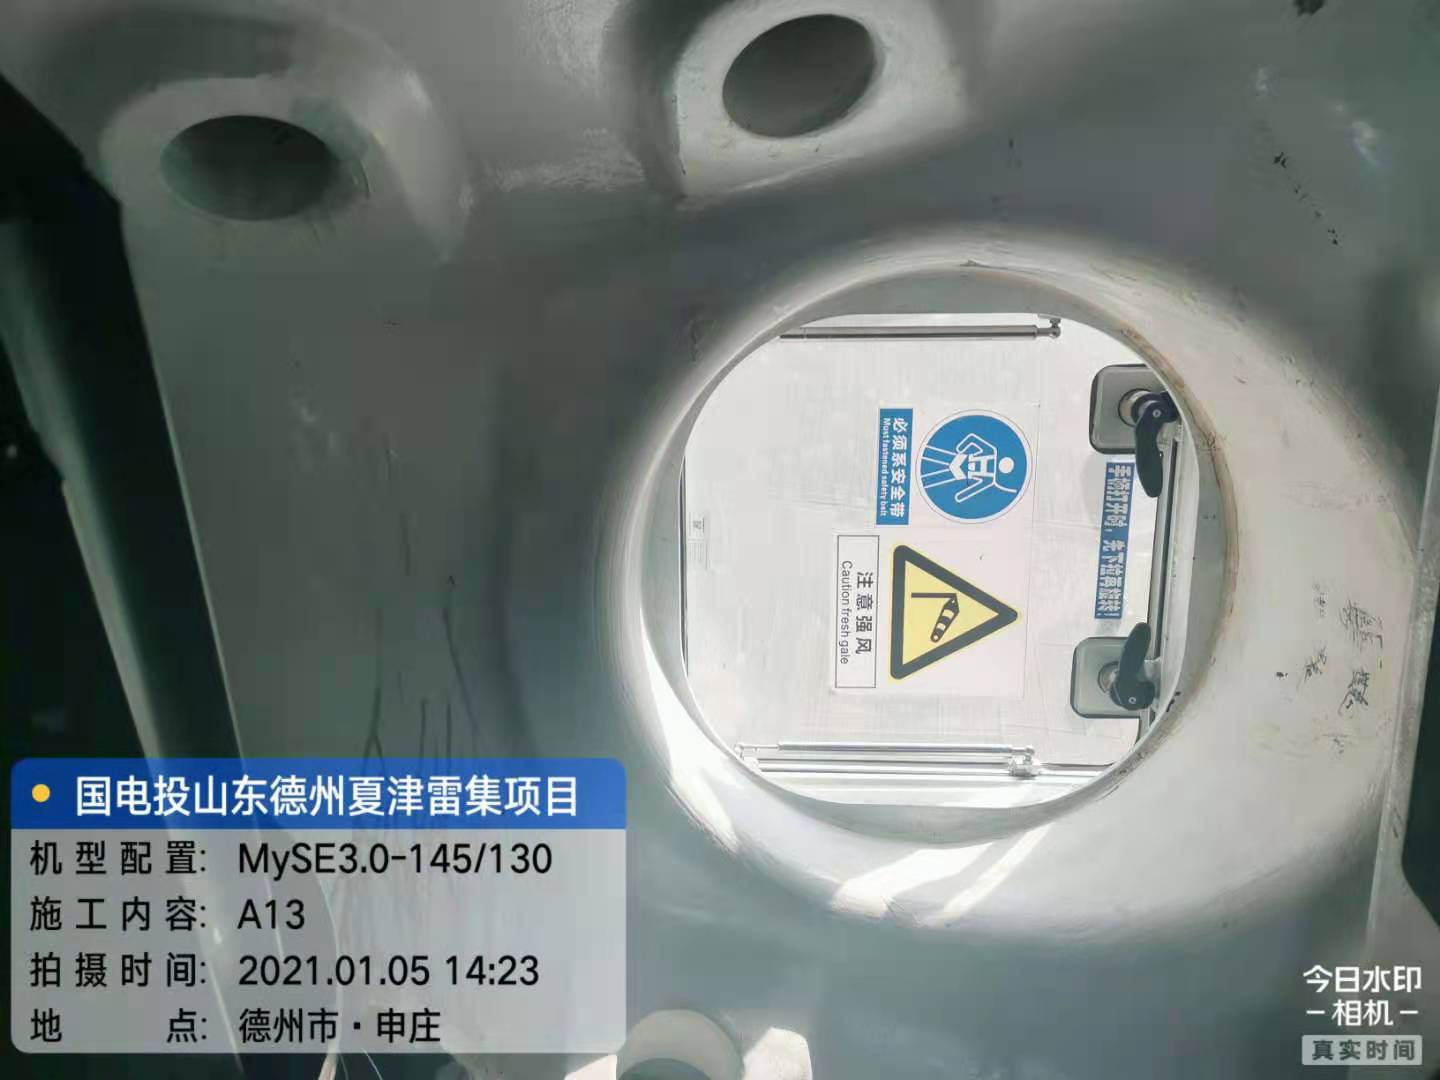 必须系安全带
Must fastened safety belt
手柄打开时，先下拉再旋转！
注意强风
Caution fresh gale
国电投山东德州夏津雷集项目
机型配置: MySE3.0-145/130
施工内容: A13
拍摄时间: 2021.01.05 14:23
地点: 德州市·申庄
今日水印
-相机-
真实时间